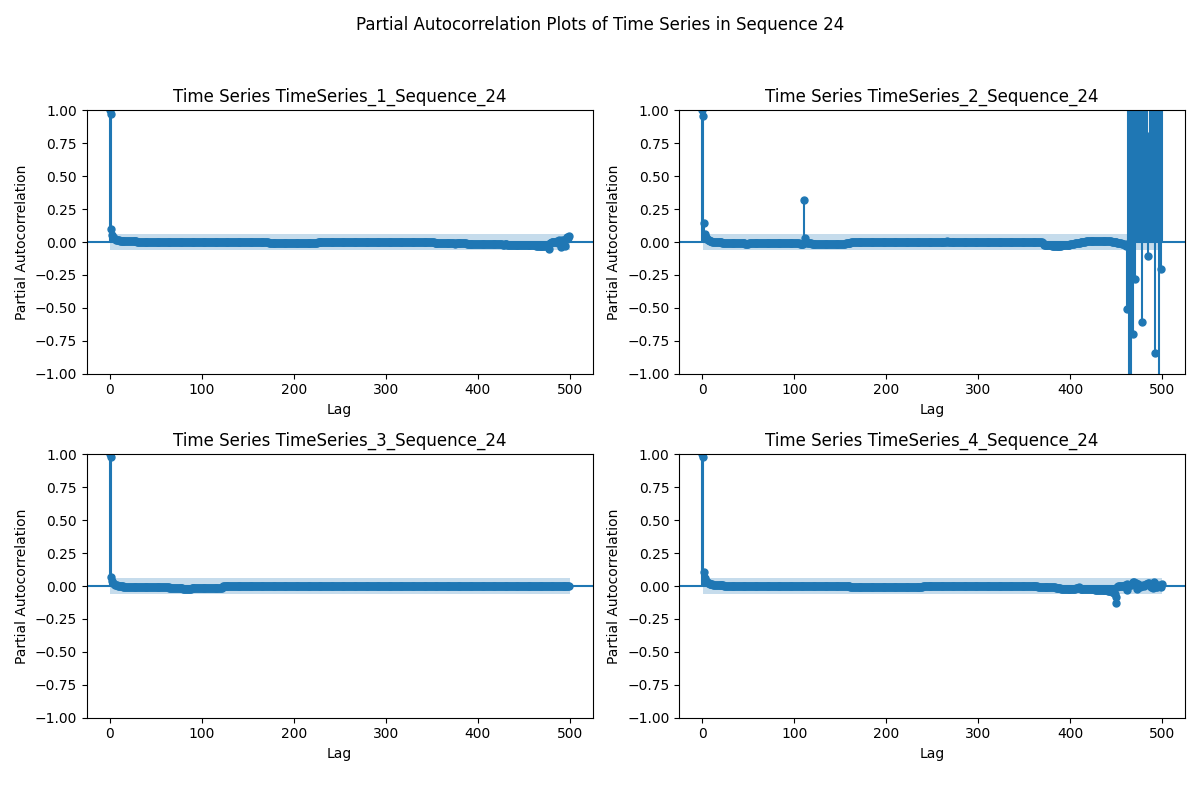 Partial Autocorrelation Plots of Time Series in Sequence 24
Time Series TimeSeries_1_Sequence_24
Partial Autocorrelation
1.00
0.75
0.50
0.25
0.00
−0.25
−0.50
−0.75
−1.00
0 100 200 300 400 500
Lag
Time Series TimeSeries_2_Sequence_24
Partial Autocorrelation
1.00
0.75
0.50
0.25
0.00
−0.25
−0.50
−0.75
−1.00
0 100 200 300 400 500
Lag
Time Series TimeSeries_3_Sequence_24
Partial Autocorrelation
1.00
0.75
0.50
0.25
0.00
−0.25
−0.50
−0.75
−1.00
0 100 200 300 400 500
Lag
Time Series TimeSeries_4_Sequence_24
Partial Autocorrelation
1.00
0.75
0.50
0.25
0.00
−0.25
−0.50
−0.75
−1.00
0 100 200 300 400 500
Lag